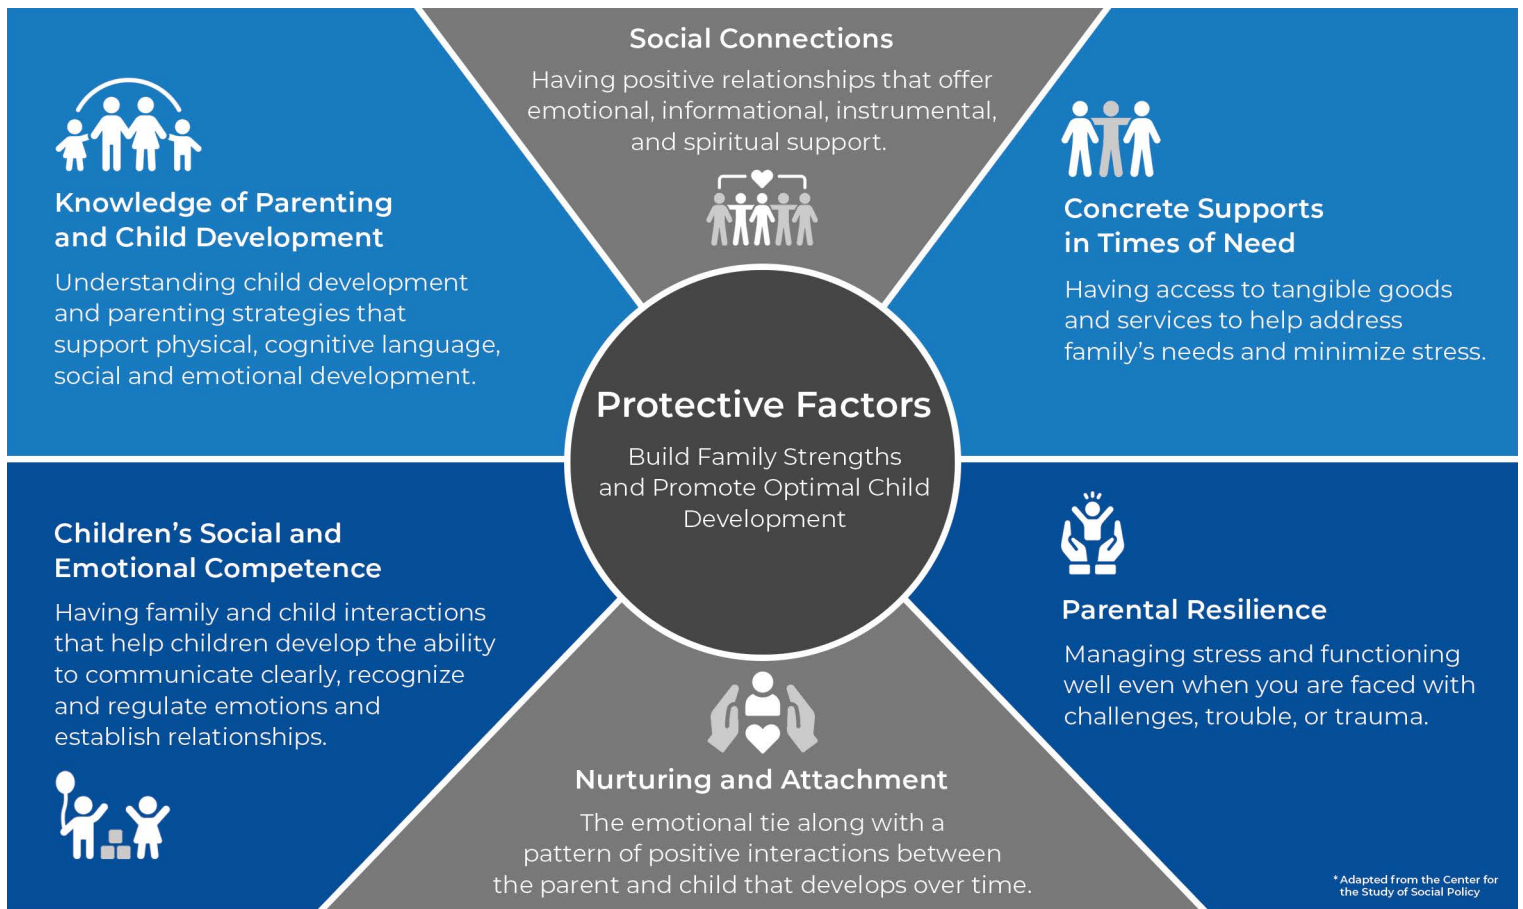 Social Connections
Having positive relationships that offer
emotional, informational, instrumental,
and spiritual support.
Knowledge of Parenting
and Child Development
Understanding child development
and parenting strategies that
support physical, cognitive language,
social and emotional development.
Concrete Supports
in Times of Need
Having access to tangible goods
and services to help address
family's needs and minimize stress.
Protective Factors
Build Family Strengths
and Promote Optimal Child
Development
Children's Social and
Emotional Competence
Having family and child interactions
that help children develop the ability
to communicate clearly, recognize
and regulate emotions and
establish relationships.
Parental Resilience
Managing stress and functioning
well even when you are faced with
challenges, trouble, or trauma.
Nurturing and Attachment
The emotional tie along with a
pattern of positive interactions between
the parent and child that develops over time.
* Adapted from the Center for
the Study of Social Policy